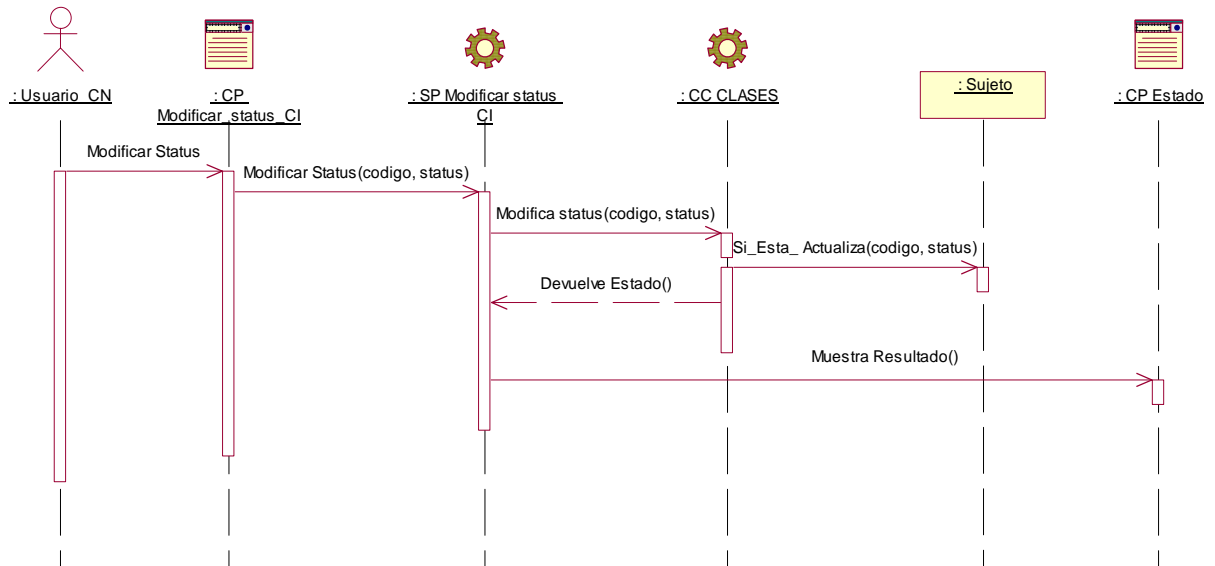 : Usuario_CN
: CP
Modificar_status_CI
: SP Modificar status
CI
: CC CLASES
: Sujeto
: CP Estado
Modificar Status
Modificar Status(codigo, status)
Modifica status(codigo, status)
Si_Esta_ Actualiza(codigo, status)
Devuelve Estado()
Muestra Resultado()